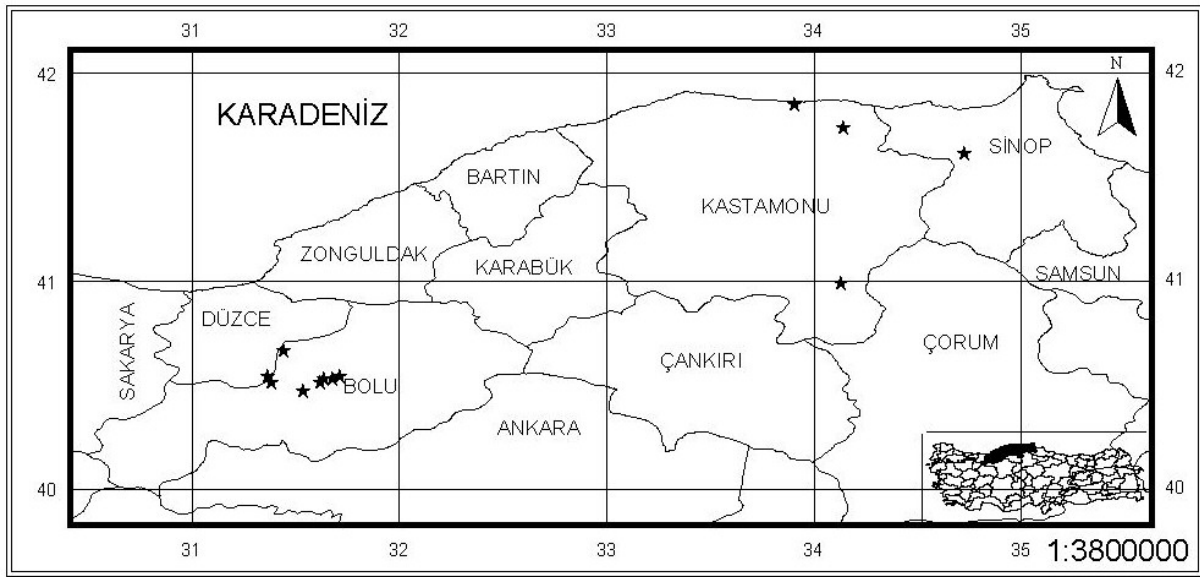 31 32 33 34 35
42 42
N
KARADENİZ
SİNOP
BARTIN
KASTAMONU
ZONGULDAK
KARABÜK
SAMSUN
41 41
SAKARYA
DÜZCE
ÇORUM
ÇANKIRI
BOLU
ANKARA
40 40
31 32 33 34 35
1:3800000